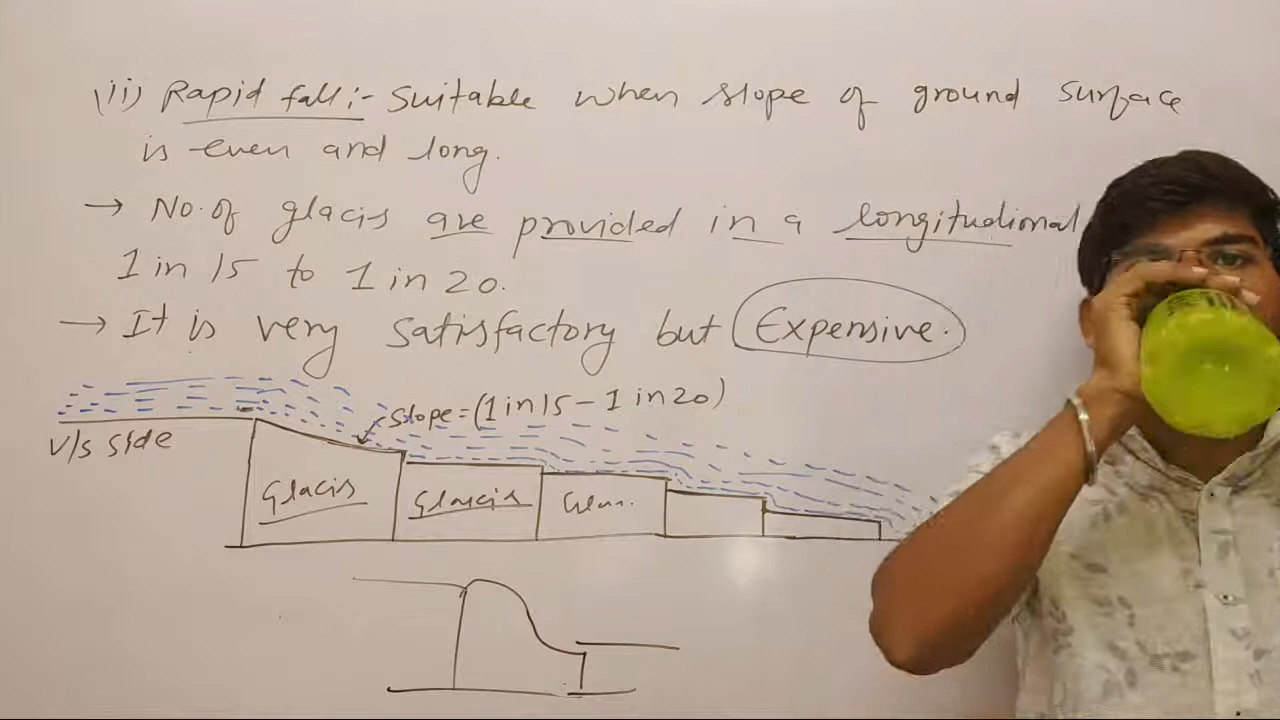 (ii) Rapid fall:- Suitable when slope of ground surface
is even and long.
→ No. of glacis are provided in a longitudional
1 in 15 to 1 in 20.
→ It is very satisfactory but Expensive.
slope = (1 in 15 - 1 in 20)
U/s side
Glacis
Glacis